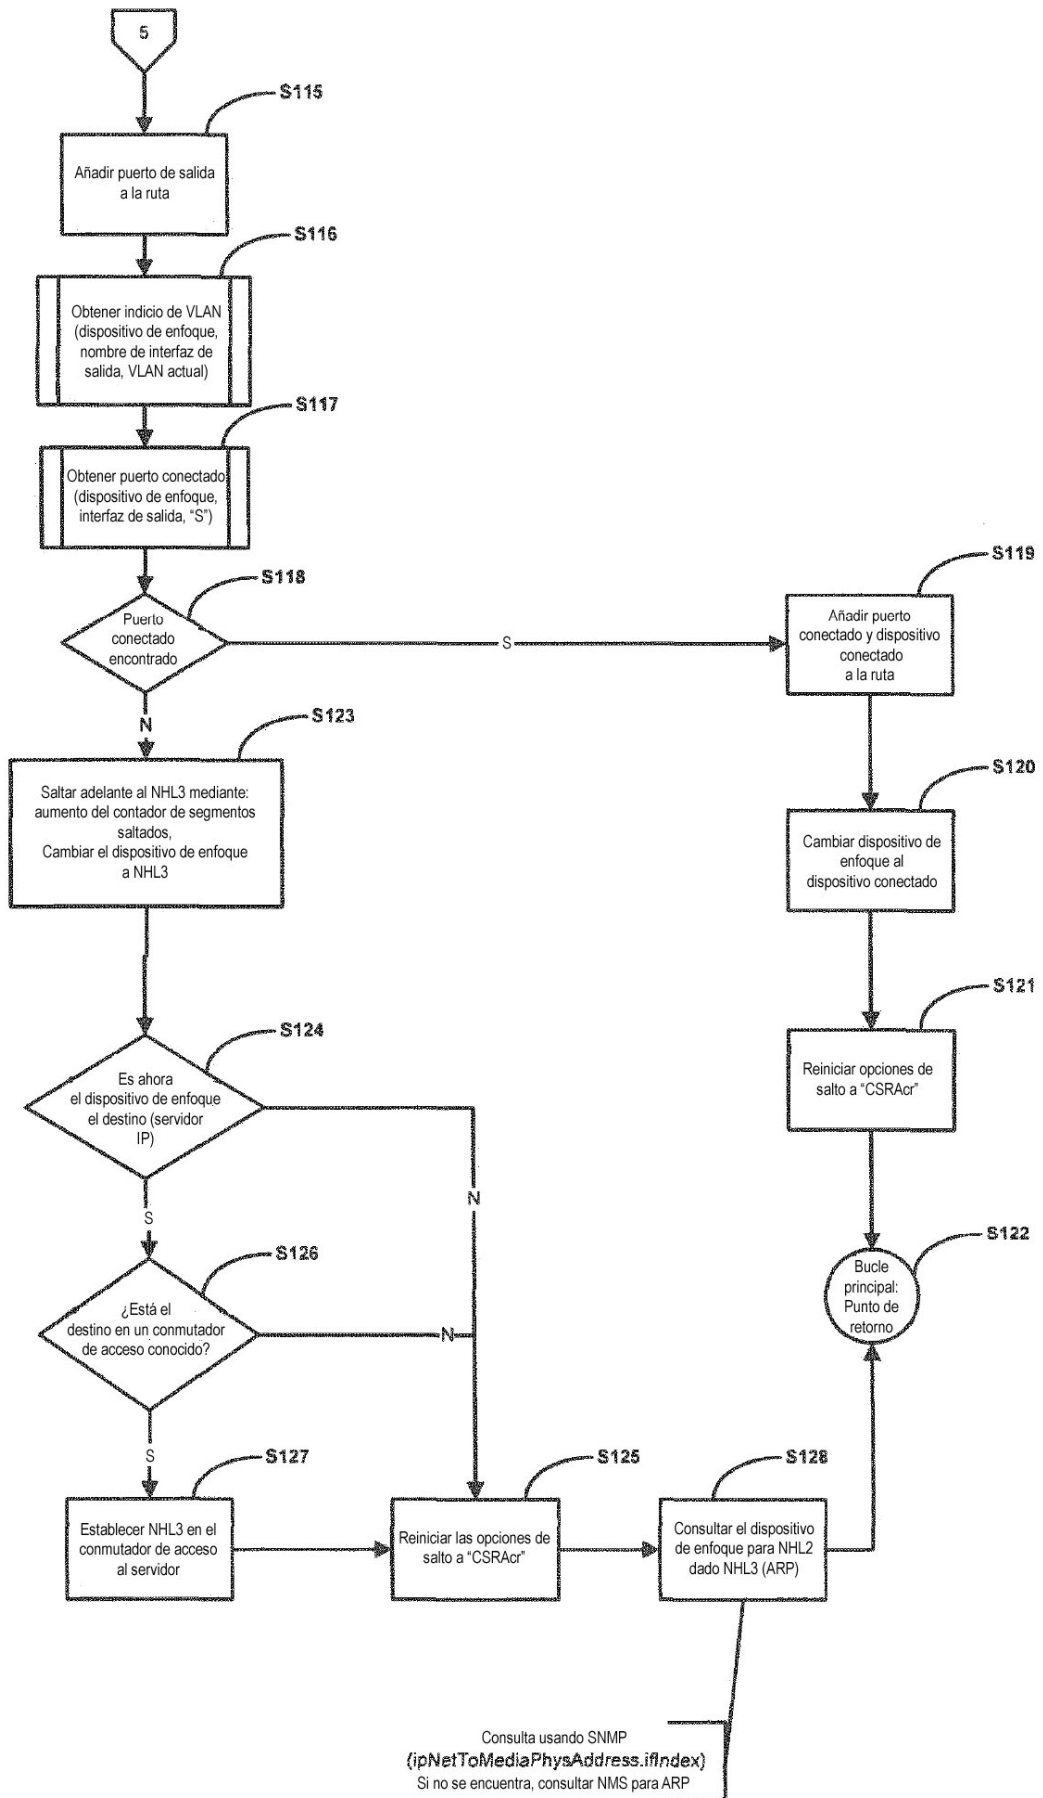 5
S115
Añadir puerto de salida
a la ruta
S116
Obtener indicio de VLAN
(dispositivo de enfoque,
nombre de interfaz de
salida, VLAN actual)
S117
Obtener puerto conectado
(dispositivo de enfoque,
interfaz de salida, “S”)
S118
Puerto
conectado
encontrado
S
N
S119
Añadir puerto
conectado y dispositivo
conectado
a la ruta
S123
Saltar adelante al NHL3 mediante:
aumento del contador de segmentos
saltados,
Cambiar el dispositivo de enfoque
a NHL3
S120
Cambiar dispositivo de
enfoque al
dispositivo conectado
S121
Reiniciar opciones de
salto a “CSRAcr”
S124
Es ahora
el dispositivo de enfoque
el destino (servidor
IP)
N
S
S122
Bucle
principal:
Punto de
retorno
S126
¿Está el
destino en un conmutador
de acceso conocido?
N
S
S127
Establecer NHL3 en el
conmutador de acceso
al servidor
S125
Reiniciar las opciones de
salto a “CSRAcr”
S128
Consultar el dispositivo
de enfoque para NHL2
dado NHL3 (ARP)
Consulta usando SNMP
(ipNetToMediaPhysAddress.ifIndex)
Si no se encuentra, consultar NMS para ARP